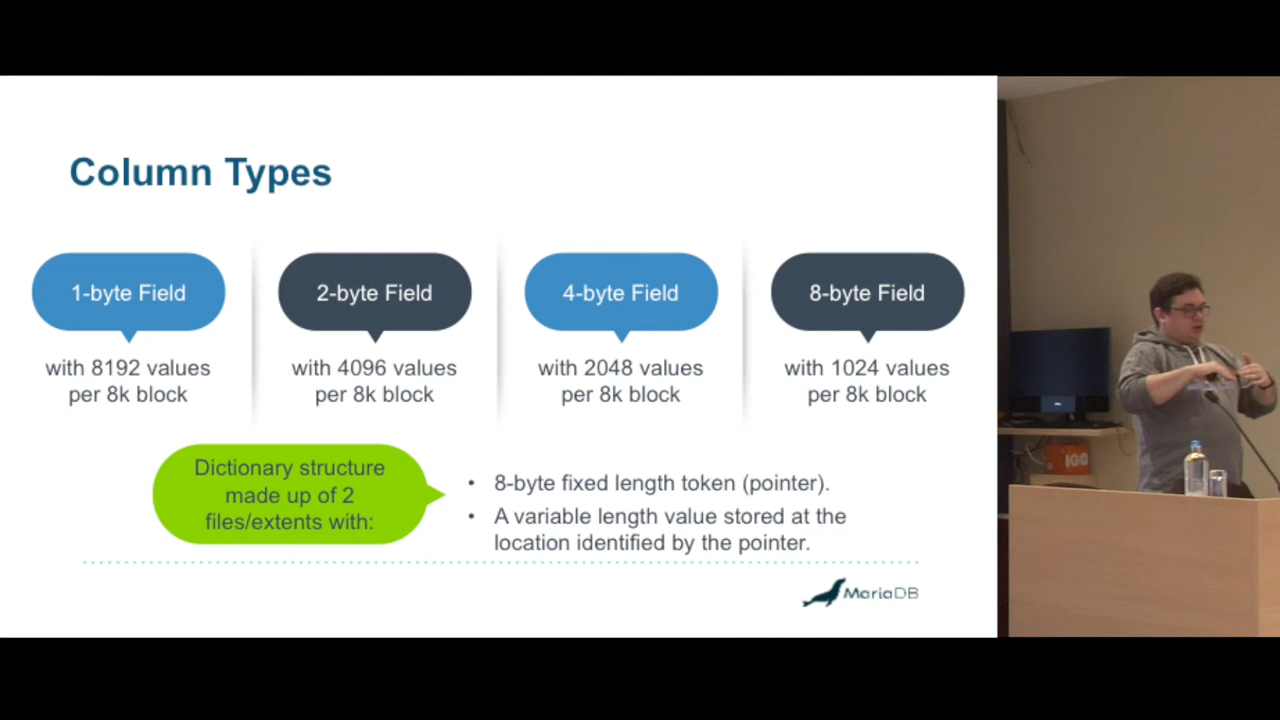 Column Types
1-byte Field
with 8192 values
per 8k block
2-byte Field
with 4096 values
per 8k block
4-byte Field
with 2048 values
per 8k block
8-byte Field
with 1024 values
per 8k block
Dictionary structure
made up of 2
files/extents with:
• 8-byte fixed length token (pointer).
• A variable length value stored at the
location identified by the pointer.
MariaDB